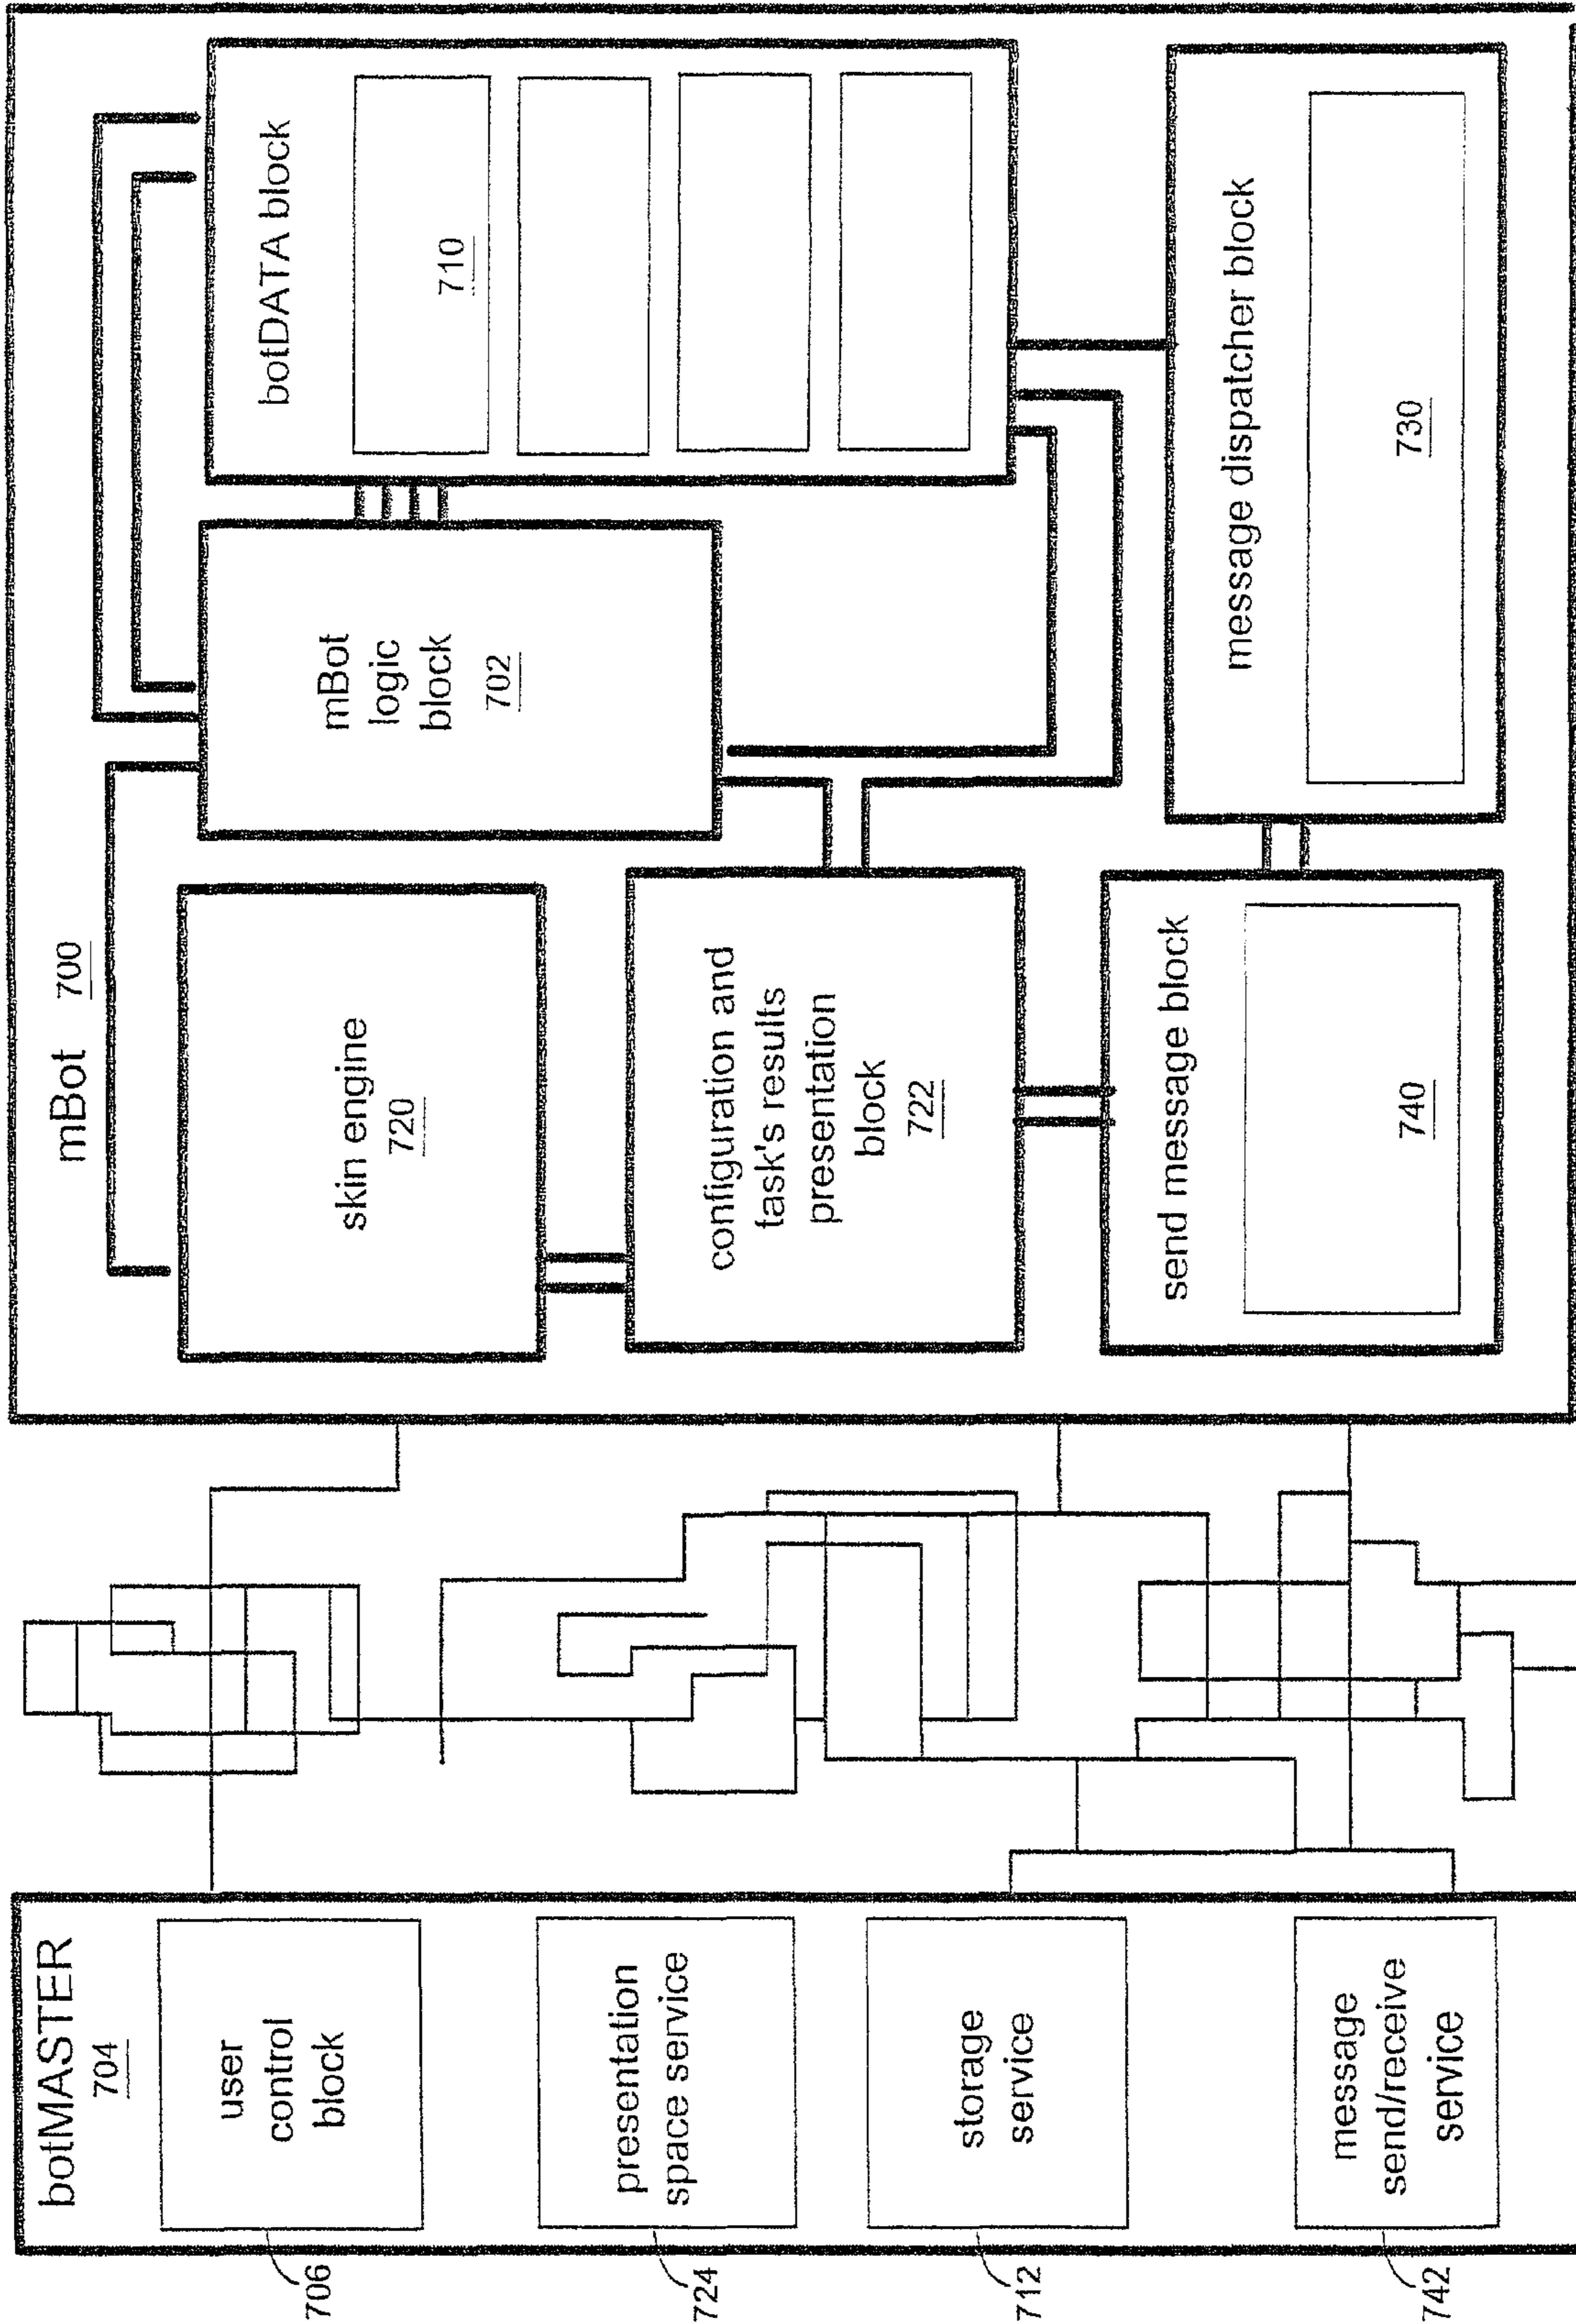 botMASTER
704
user
control
block
706
presentation
space service
724
storage
service
712
message
send/receive
service
742
mBot 700
skin engine
720
configuration and
task's results
presentation
block
722
send message block
740
mBot
logic
block
702
botDATA block
710
message dispatcher block
730